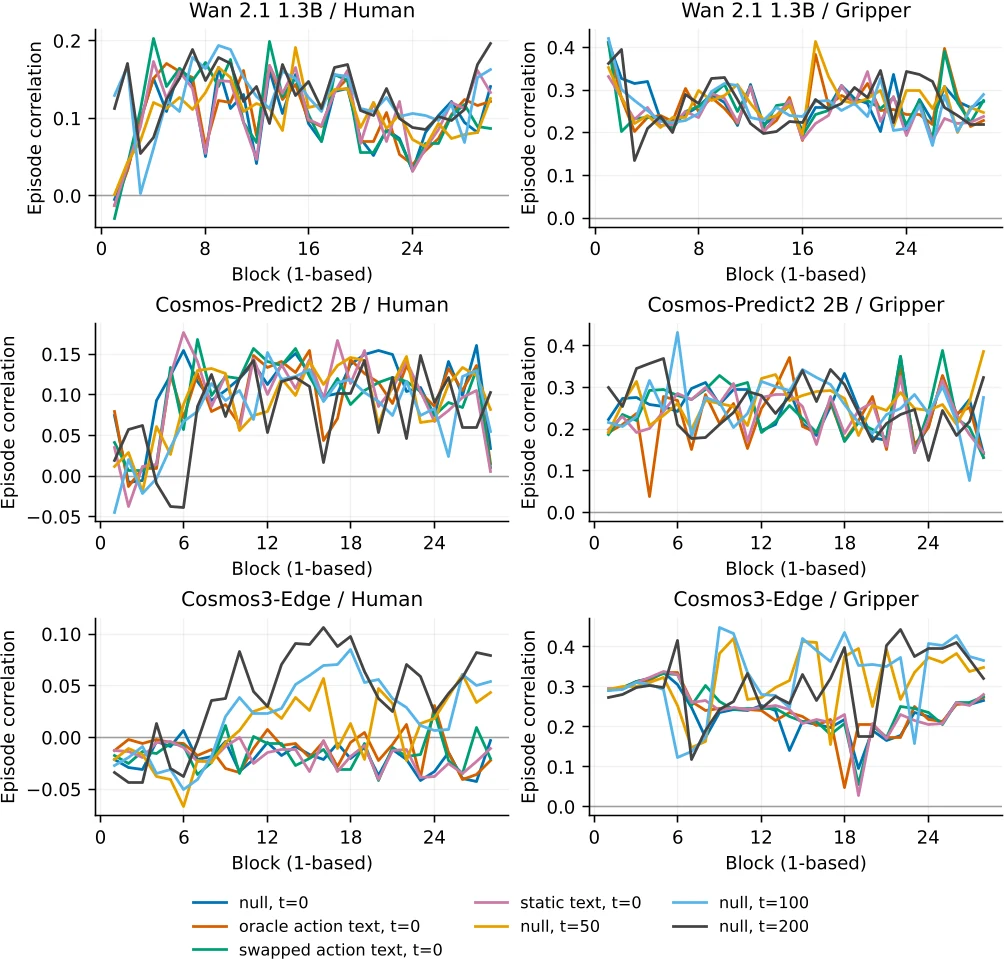 Wan 2.1 1.3B / Human
Wan 2.1 1.3B / Gripper
Episode correlation
0.2
0.1
0.0
0 8 16 24
Block (1-based)
Episode correlation
0.4
0.3
0.2
0.1
0.0
0 8 16 24
Block (1-based)
Cosmos-Predict2 2B / Human
Cosmos-Predict2 2B / Gripper
Episode correlation
0.15
0.10
0.05
0.00
−0.05
0 6 12 18 24
Block (1-based)
Episode correlation
0.4
0.3
0.2
0.1
0.0
0 6 12 18 24
Block (1-based)
Cosmos3-Edge / Human
Cosmos3-Edge / Gripper
Episode correlation
0.10
0.05
0.00
−0.05
0 6 12 18 24
Block (1-based)
Episode correlation
0.4
0.3
0.2
0.1
0.0
0 6 12 18 24
Block (1-based)
null, t=0
oracle action text, t=0
swapped action text, t=0
static text, t=0
null, t=50
null, t=100
null, t=200